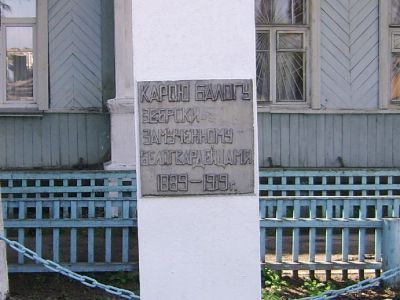 КАРОЮ БАЛОГУ
ЗВЕРСКИ
ЗАМУЧЕННОМУ
БЕЛОГВАРДЕЙЦАМИ
1889-1919 г.